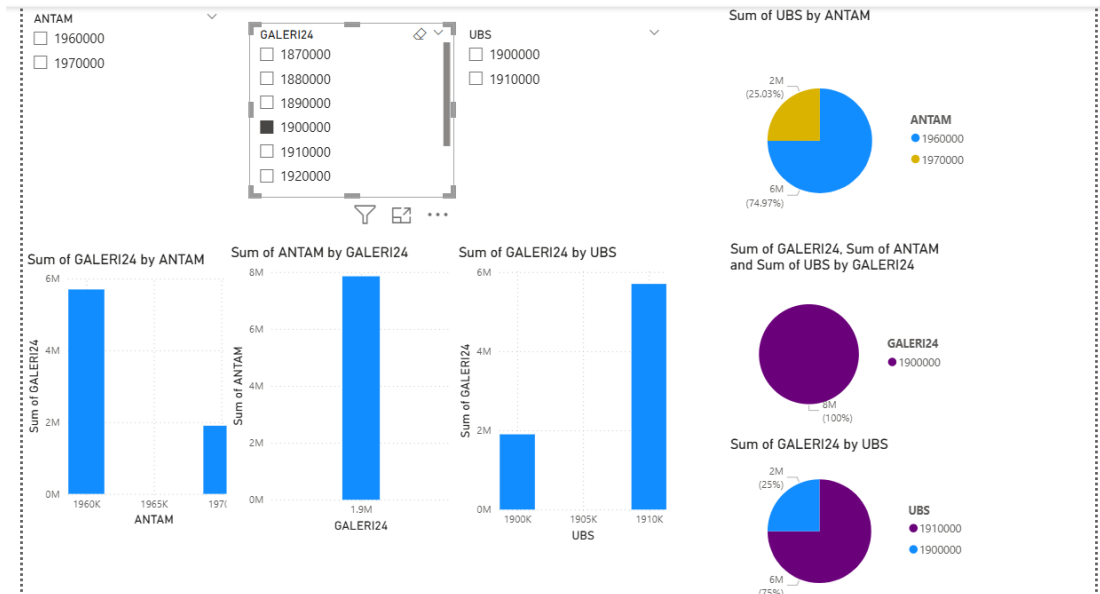 ANTAM
1960000
1970000
GALERI24
1870000
1880000
1890000
1900000
1910000
1920000
UBS
1900000
1910000
Sum of UBS by ANTAM
2M
(25.03%)
6M
(74.97%)
ANTAM
1960000
1970000
Sum of GALERI24 by ANTAM
6M
4M
2M
0M
Sum of GALERI24
1960K
1965K
197(
ANTAM
Sum of ANTAM by GALERI24
8M
6M
4M
2M
0M
Sum of ANTAM
1.9M
GALERI24
Sum of GALERI24 by UBS
6M
4M
2M
0M
Sum of GALERI24
1900K
1905K
1910K
UBS
Sum of GALERI24, Sum of ANTAM
and Sum of UBS by GALERI24
GALERI24
1900000
8M
(100%)
Sum of GALERI24 by UBS
2M
(25%)
6M
(75%)
UBS
1910000
1900000